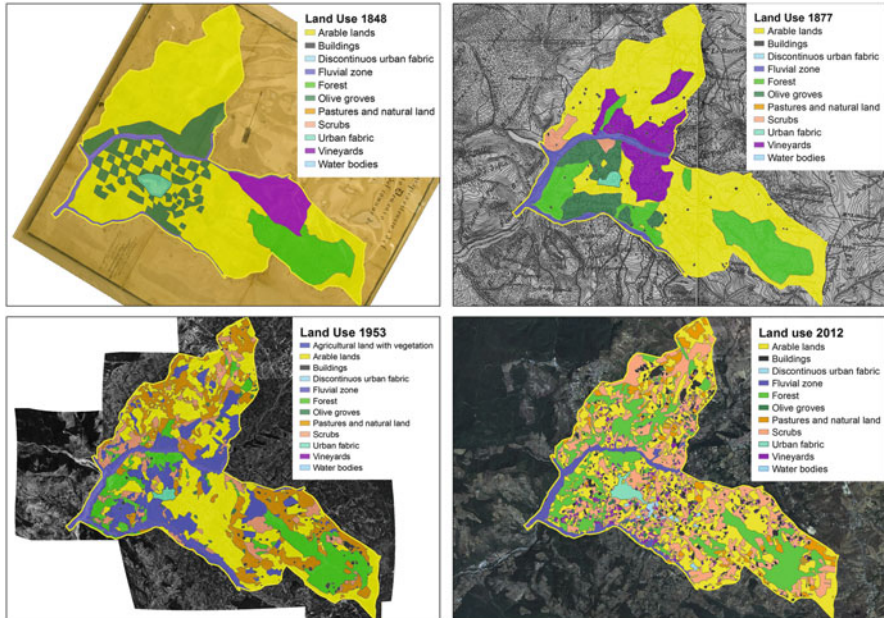 Land Use 1848
Arable lands
Buildings
Discontinuos urban fabric
Fluvial zone
Forest
Olive groves
Pastures and natural land
Scrubs
Urban fabric
Vineyards
Water bodies
Land Use 1877
Arable lands
Buildings
Discontinuos urban fabric
Fluvial zone
Forest
Olive groves
Pastures and natural land
Scrubs
Urban fabric
Vineyards
Water bodies
Land Use 1953
Agricultural land with vegetation
Arable lands
Buildings
Discontinuos urban fabric
Fluvial zone
Forest
Olive groves
Pastures and natural land
Scrubs
Urban fabric
Vineyards
Water bodies
Land use 2012
Arable lands
Buildings
Discontinuos urban fabric
Fluvial zone
Forest
Olive groves
Pastures and natural land
Scrubs
Urban fabric
Vineyards
Water bodies